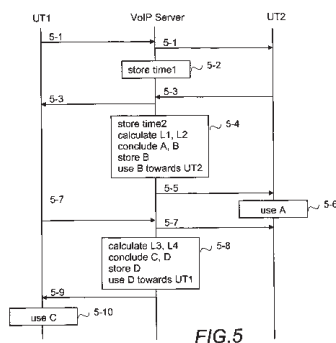 UT1 VoIP Server UT2
5-1
5-1
store time1 5-2
5-3
5-3
store time2
calculate L1, L2
conclude A, B
store B
use B towards UT2
5-4
5-5
use A 5-6
5-7
5-7
calculate L3, L4
conclude C, D
store D
use D towards UT1
5-8
5-9
use C 5-10
FIG.5